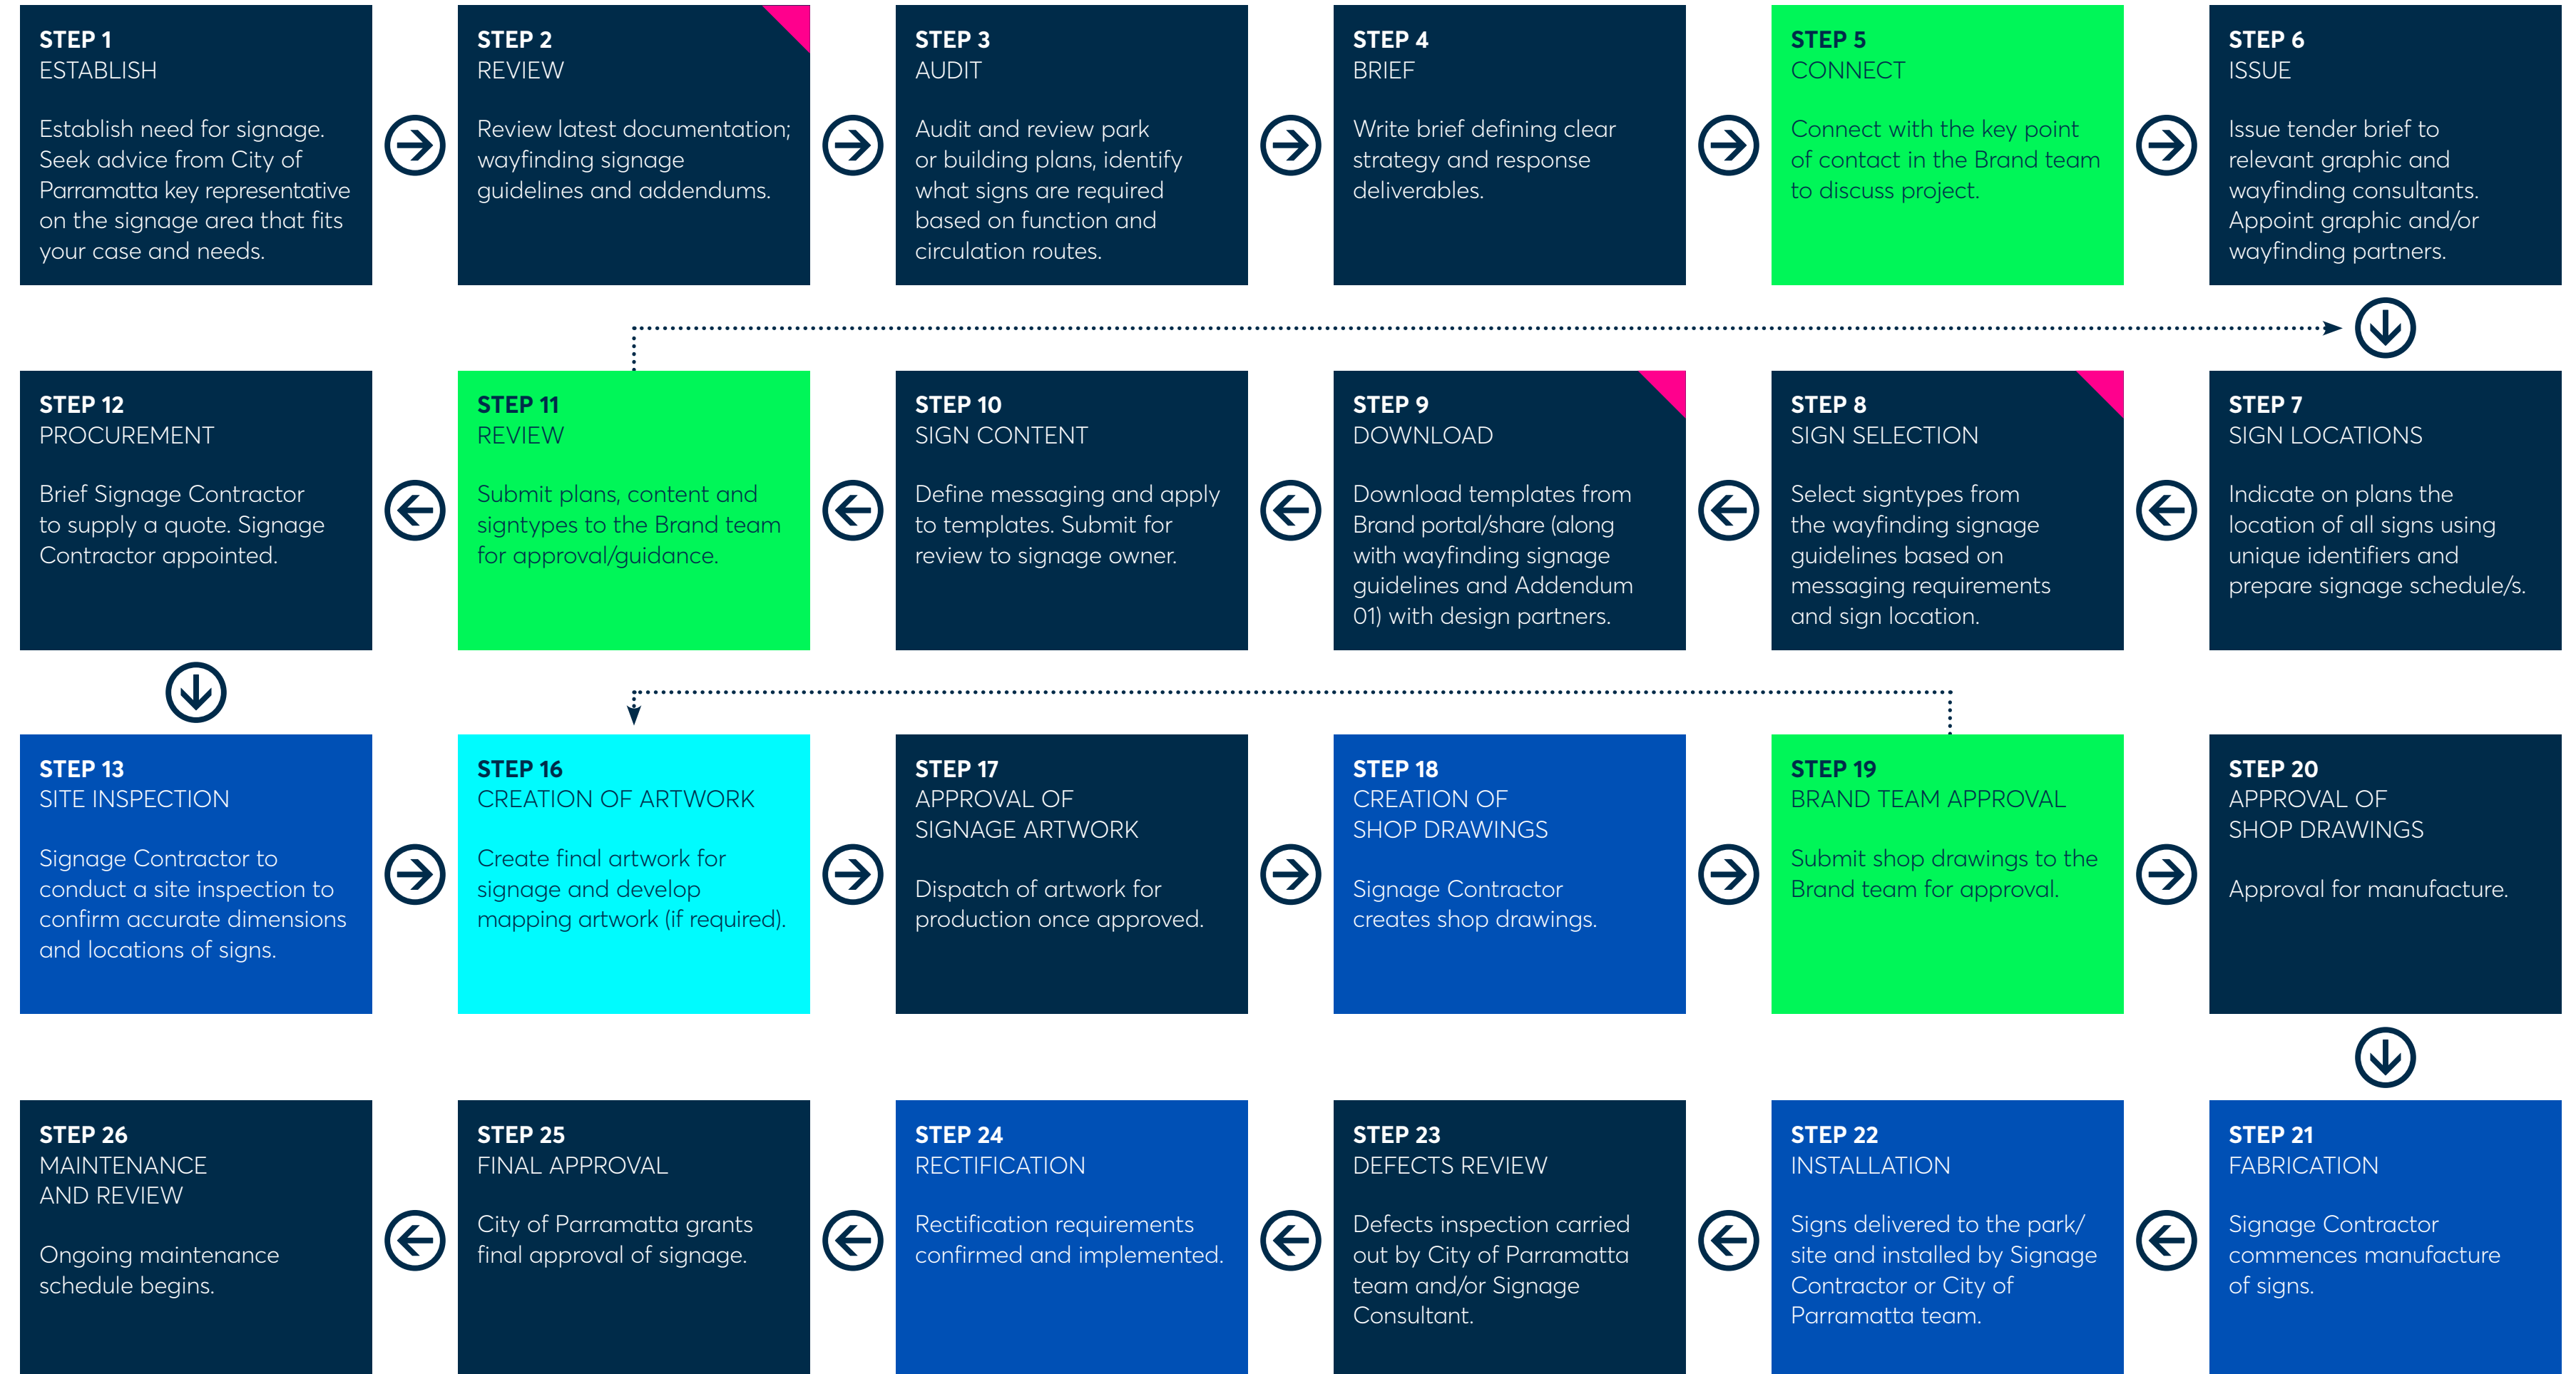 STEP 1
ESTABLISH
Establish need for signage.
Seek advice from City of
Parramatta key representative
on the signage area that fits
your case and needs.
STEP 2
REVIEW
Review latest documentation;
wayfinding signage
guidelines and addendums.
STEP 3
AUDIT
Audit and review park
or building plans, identify
what signs are required
based on function and
circulation routes.
STEP 4
BRIEF
Write brief defining clear
strategy and response
deliverables.
STEP 5
CONNECT
Connect with the key point
of contact in the Brand team
to discuss project.
STEP 6
ISSUE
Issue tender brief to
relevant graphic and
wayfinding consultants.
Appoint graphic and/or
wayfinding partners.
STEP 7
SIGN LOCATIONS
Indicate on plans the
location of all signs using
unique identifiers and
prepare signage schedule/s.
STEP 8
SIGN SELECTION
Select signtypes from
the wayfinding signage
guidelines based on
messaging requirements
and sign location.
STEP 9
DOWNLOAD
Download templates from
Brand portal/share (along
with wayfinding signage
guidelines and Addendum
01) with design partners.
STEP 10
SIGN CONTENT
Define messaging and apply
to templates. Submit for
review to signage owner.
STEP 11
REVIEW
Submit plans, content and
signtypes to the Brand team
for approval/guidance.
STEP 12
PROCUREMENT
Brief Signage Contractor
to supply a quote. Signage
Contractor appointed.
STEP 13
SITE INSPECTION
Signage Contractor to
conduct a site inspection to
confirm accurate dimensions
and locations of signs.
STEP 16
CREATION OF ARTWORK
Create final artwork for
signage and develop
mapping artwork (if required).
STEP 17
APPROVAL OF
SIGNAGE ARTWORK
Dispatch of artwork for
production once approved.
STEP 18
CREATION OF
SHOP DRAWINGS
Signage Contractor
creates shop drawings.
STEP 19
BRAND TEAM APPROVAL
Submit shop drawings to the
Brand team for approval.
STEP 20
APPROVAL OF
SHOP DRAWINGS
Approval for manufacture.
STEP 21
FABRICATION
Signage Contractor
commences manufacture
of signs.
STEP 22
INSTALLATION
Signs delivered to the park/
site and installed by Signage
Contractor or City of
Parramatta team.
STEP 23
DEFECTS REVIEW
Defects inspection carried
out by City of Parramatta
team and/or Signage
Consultant.
STEP 24
RECTIFICATION
Rectification requirements
confirmed and implemented.
STEP 25
FINAL APPROVAL
City of Parramatta grants
final approval of signage.
STEP 26
MAINTENANCE
AND REVIEW
Ongoing maintenance
schedule begins.